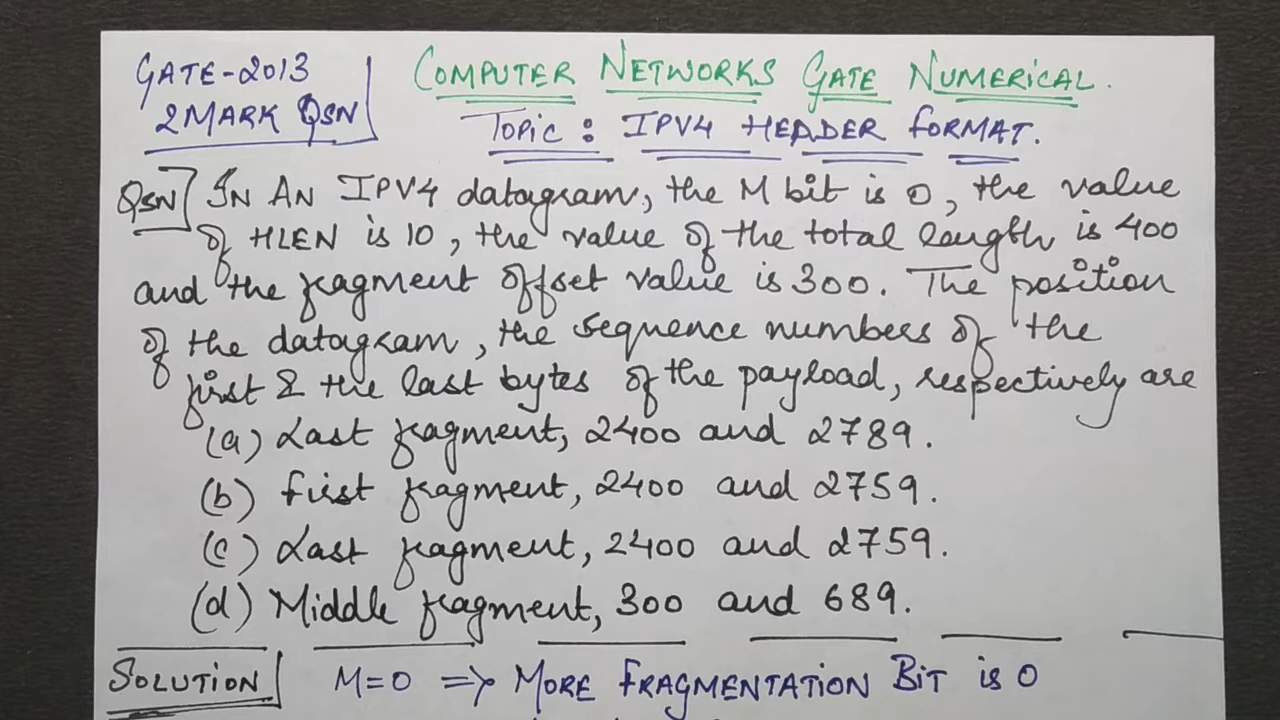 GATE-2013
2 MARK QSN
COMPUTER NETWORKS GATE NUMERICAL.
TOPIC: IPV4 HEADER FORMAT.
QSN] IN AN IPV4 datagram, the M bit is 0, the value
of HLEN is 10, the value of the total length is 400
and the fragment offset value is 300. The position
of the datagram, the sequence numbers of the
first & the last bytes of the payload, respectively are
(a) Last fragment, 2400 and 2789.
(b) First fragment, 2400 and 2759.
(c) Last fragment, 2400 and 2759.
(d) Middle fragment, 300 and 689.
SOLUTION M=0 => MORE FRAGMENTATION BIT is 0